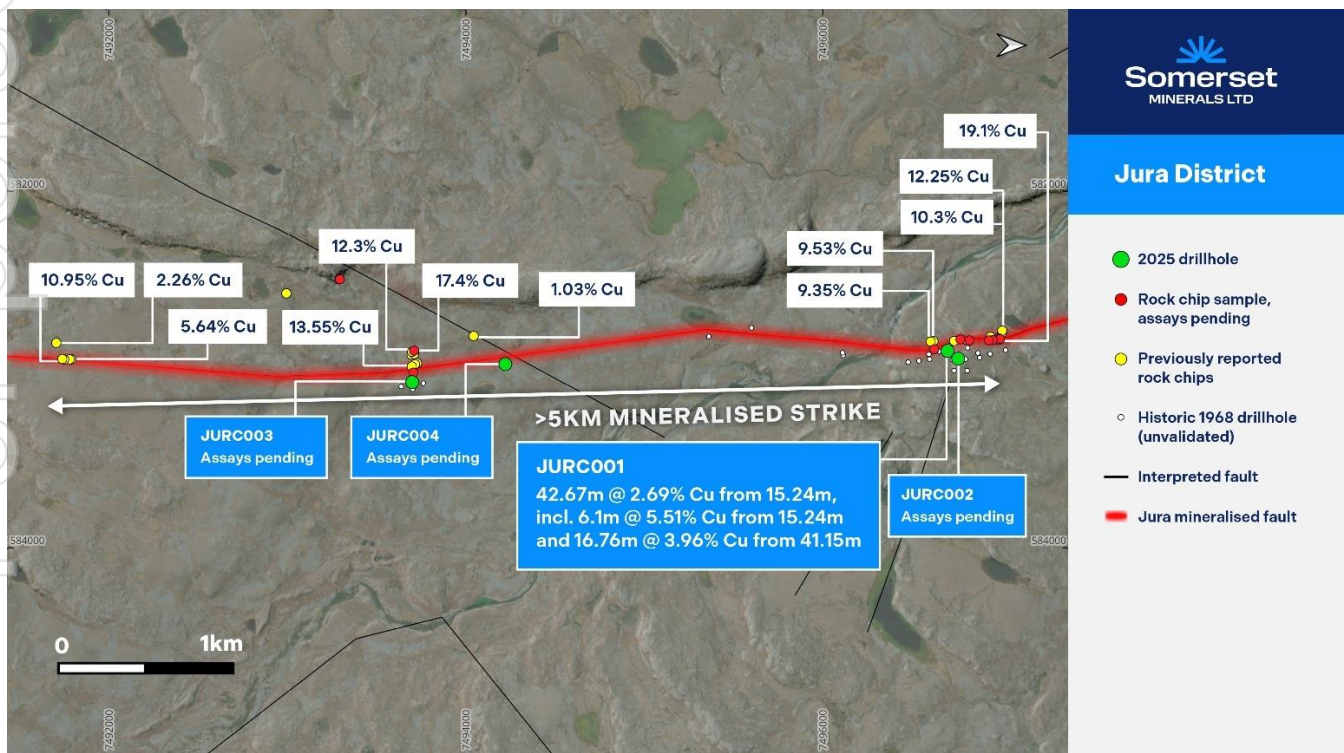 7492000
7494000
7496000
Somerset
MINERALS LTD
Jura District
2025 drillhole
Rock chip sample,
assays pending
Previously reported
rock chips
Historic 1968 drillhole
(unvalidated)
Interpreted fault
Jura mineralised fault
582000
582000
19.1% Cu
12.25% Cu
10.3% Cu
9.53% Cu
9.35% Cu
12.3% Cu
17.4% Cu
1.03% Cu
10.95% Cu
2.26% Cu
5.64% Cu
13.55% Cu
>5KM MINERALISED STRIKE
JURC003
Assays pending
JURC004
Assays pending
JURC001
42.67m @ 2.69% Cu from 15.24m,
incl. 6.1m @ 5.51% Cu from 15.24m
and 16.76m @ 3.96% Cu from 41.15m
JURC002
Assays pending
584000
584000
0 1km
7492000
7494000
7496000